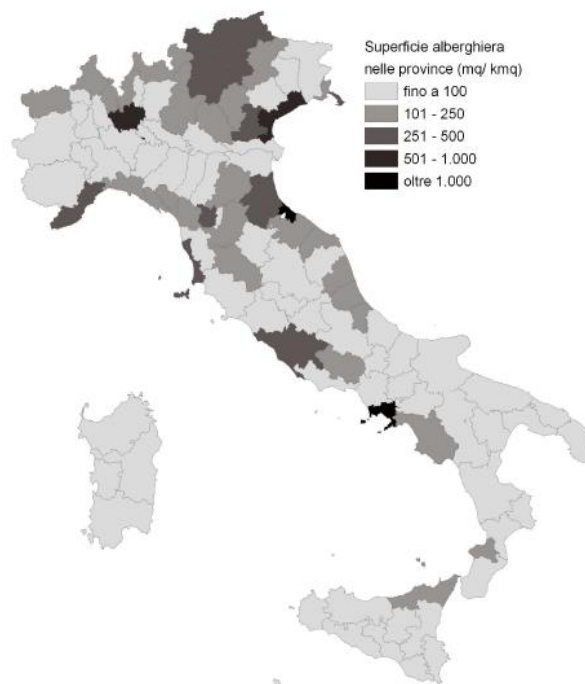 Superficie alberghiera
nelle province (mq/ kmq)
fino a 100
101 - 250
251 - 500
501 - 1.000
oltre 1.000